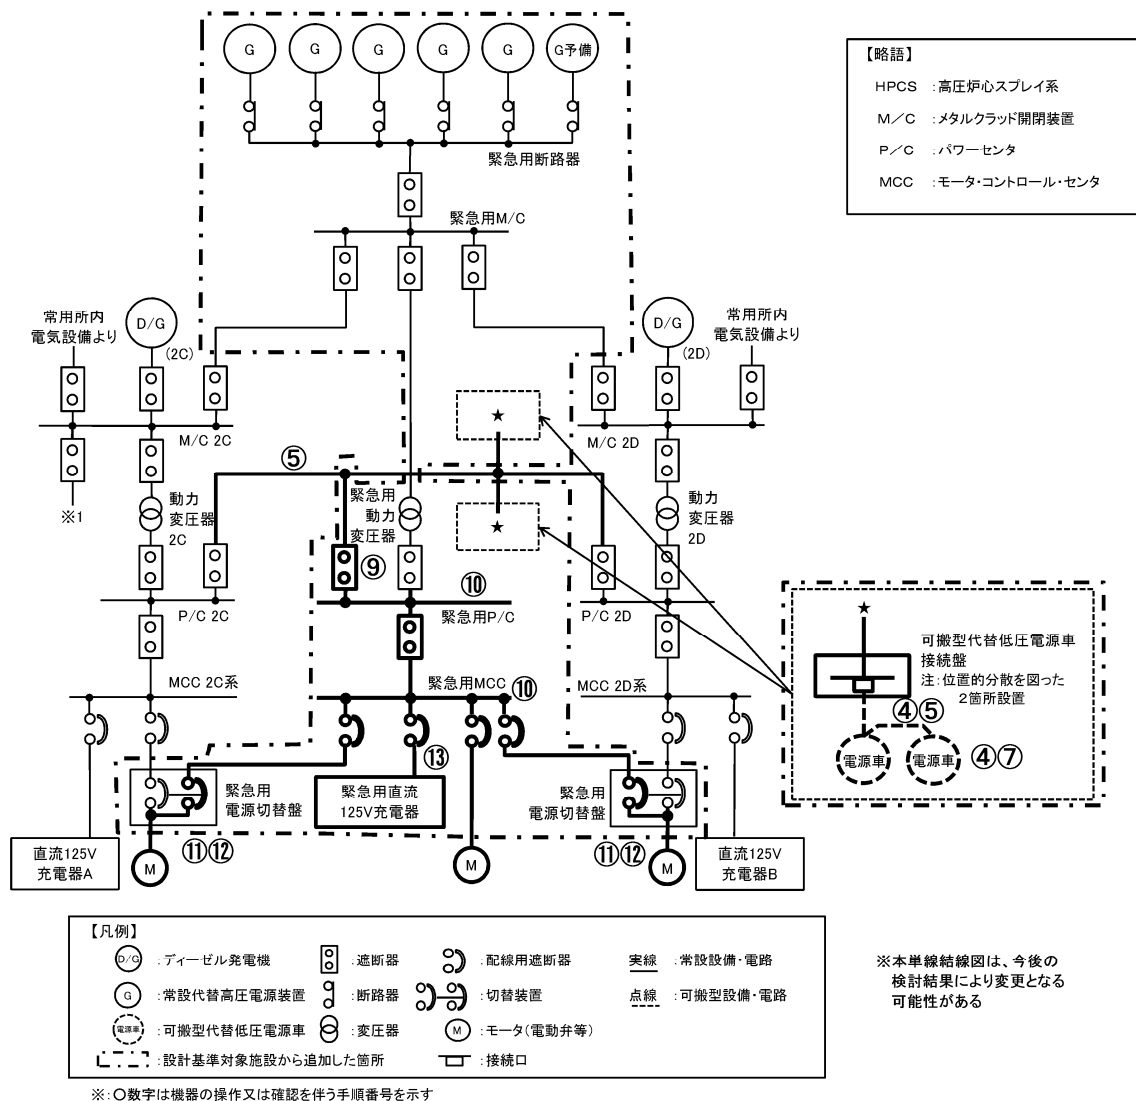 G
G
G
G
G
G予備
緊急用断路器
緊急用M/C
【略語】
HPCS :高圧炉心スプレイ系
M/C :メタルクラッド開閉装置
P/C :パワーセンタ
MCC :モータ・コントロール・センタ
常用所内
電気設備より
D/G
(2C)
D/G
(2D)
常用所内
電気設備より
M/C 2C
M/C 2D
★
⑤
※1
動力
変圧器
2C
緊急用
動力
変圧器
★
動力
変圧器
2D
⑨
⑩
P/C 2C
緊急用P/C
P/C 2D
★
可搬型代替低圧電源車
接続盤
注:位置的分散を図った
2箇所設置
④⑤
電源車
電源車
④⑦
MCC 2C系
緊急用MCC
⑩
MCC 2D系
⑬
緊急用
電源切替盤
緊急用直流
125V充電器
緊急用
電源切替盤
⑪⑫
⑪⑫
直流125V
充電器A
M
M
M
直流125V
充電器B
【凡例】
D/G :ディーゼル発電機
:遮断器
:配線用遮断器
実線 :常設設備・電路
G :常設代替高圧電源装置
:断路器
:切替装置
点線 :可搬型設備・電路
電源車 :可搬型代替低圧電源車
:変圧器
M :モータ(電動弁等)
:設計基準対象施設から追加した箇所
:接続口
※本単線結線図は、今後の
検討結果により変更となる
可能性がある
※:○数字は機器の操作又は確認を伴う手順番号を示す